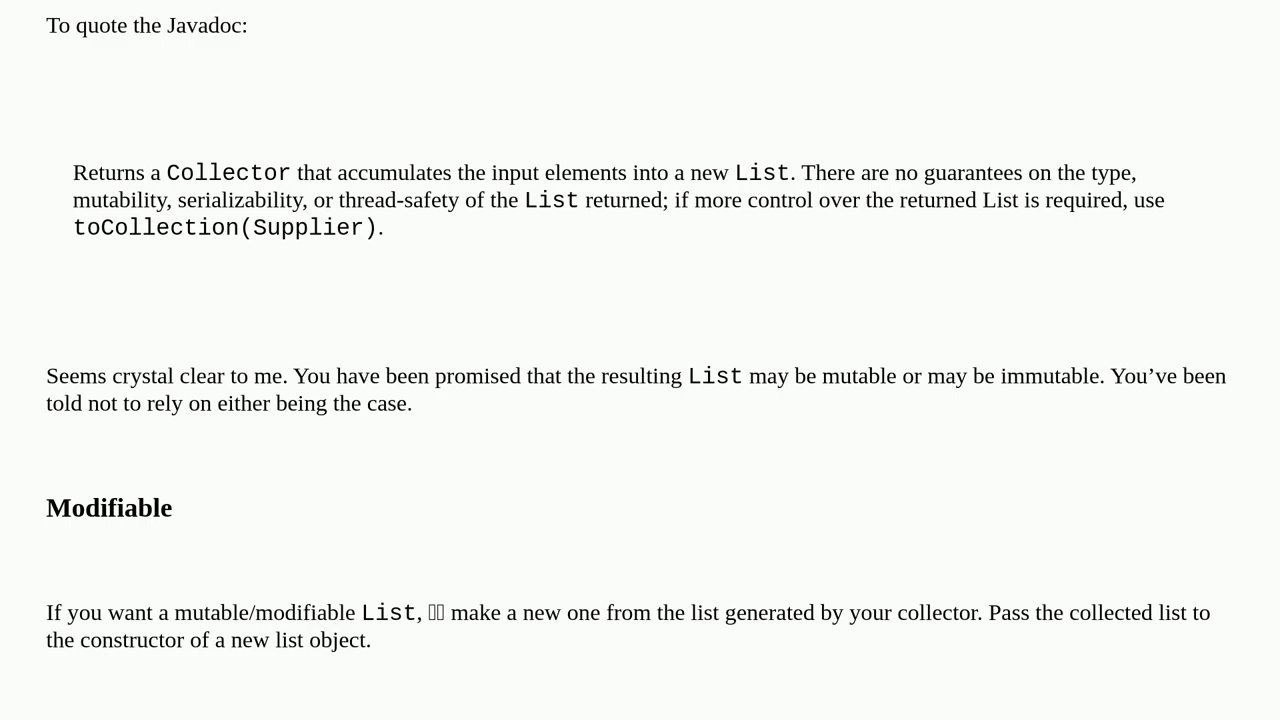 To quote the Javadoc:
Returns a Collector that accumulates the input elements into a new List. There are no guarantees on the type,
mutability, serializability, or thread-safety of the List returned; if more control over the returned List is required, use
toCollection(Supplier).
Seems crystal clear to me. You have been promised that the resulting List may be mutable or may be immutable. You’ve been
told not to rely on either being the case.
Modifiable
If you want a mutable/modifiable List, make a new one from the list generated by your collector. Pass the collected list to
the constructor of a new list object.